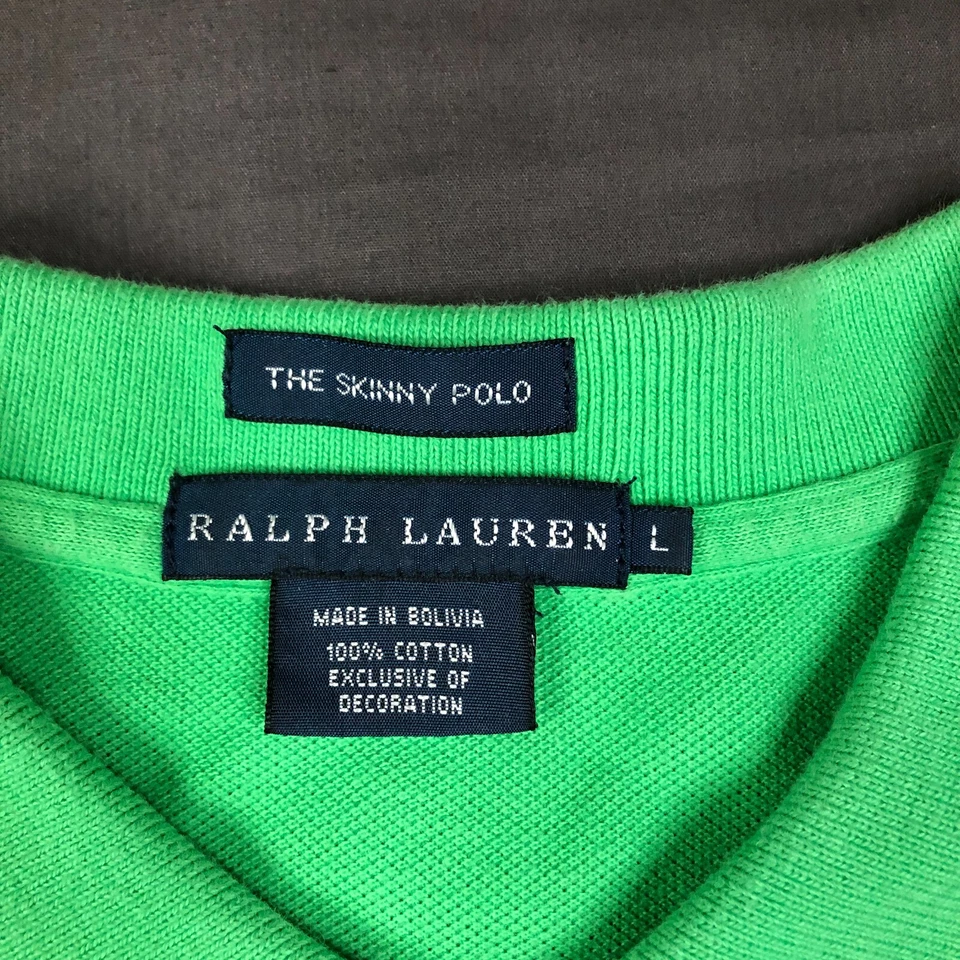 THE SKINNY POLO
RALPH LAUREN L
MADE IN BOLIVIA
100% COTTON
EXCLUSIVE OF
DECORATION